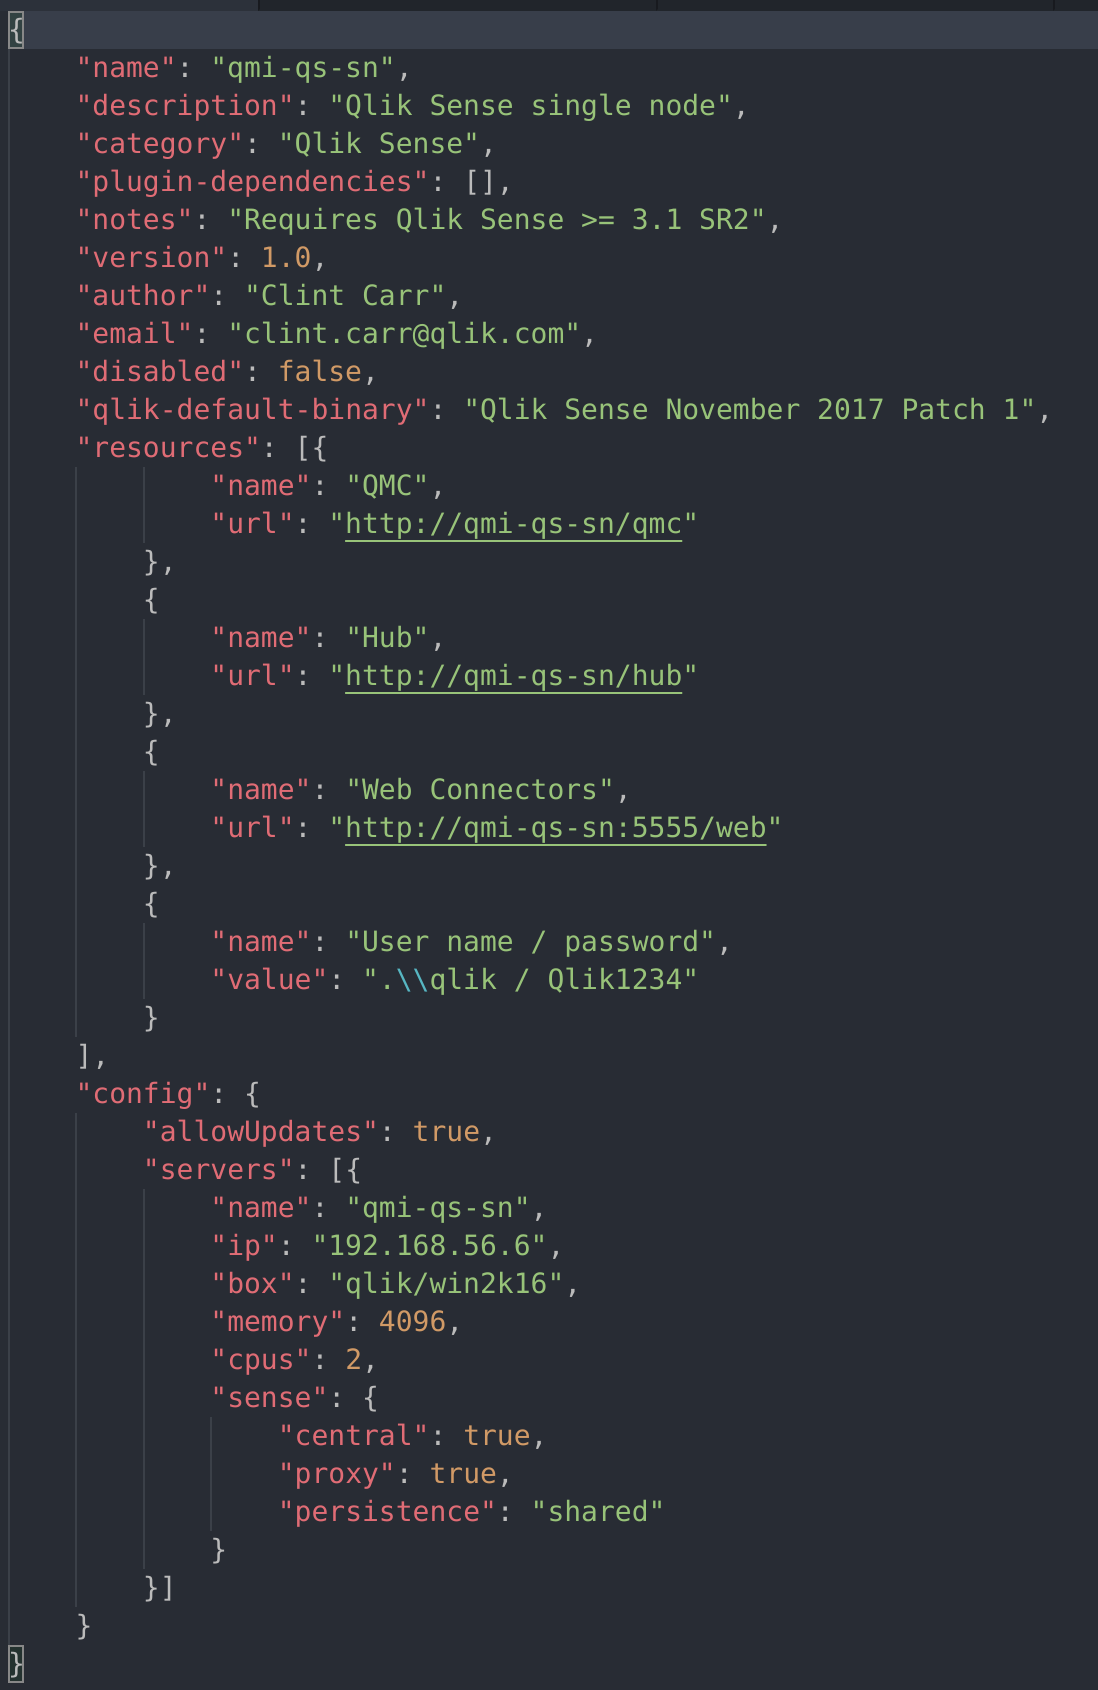 {
    "name": "qmi-qs-sn",
    "description": "Qlik Sense single node",
    "category": "Qlik Sense",
    "plugin-dependencies": [],
    "notes": "Requires Qlik Sense >= 3.1 SR2",
    "version": 1.0,
    "author": "Clint Carr",
    "email": "clint.carr@qlik.com",
    "disabled": false,
    "qlik-default-binary": "Qlik Sense November 2017 Patch 1",
    "resources": [{
            "name": "QMC",
            "url": "http://qmi-qs-sn/qmc"
        },
        {
            "name": "Hub",
            "url": "http://qmi-qs-sn/hub"
        },
        {
            "name": "Web Connectors",
            "url": "http://qmi-qs-sn:5555/web"
        },
        {
            "name": "User name / password",
            "value": ".\\qlik / Qlik1234"
        }
    ],
    "config": {
        "allowUpdates": true,
        "servers": [{
            "name": "qmi-qs-sn",
            "ip": "192.168.56.6",
            "box": "qlik/win2k16",
            "memory": 4096,
            "cpus": 2,
            "sense": {
                "central": true,
                "proxy": true,
                "persistence": "shared"
            }
        }]
    }
}